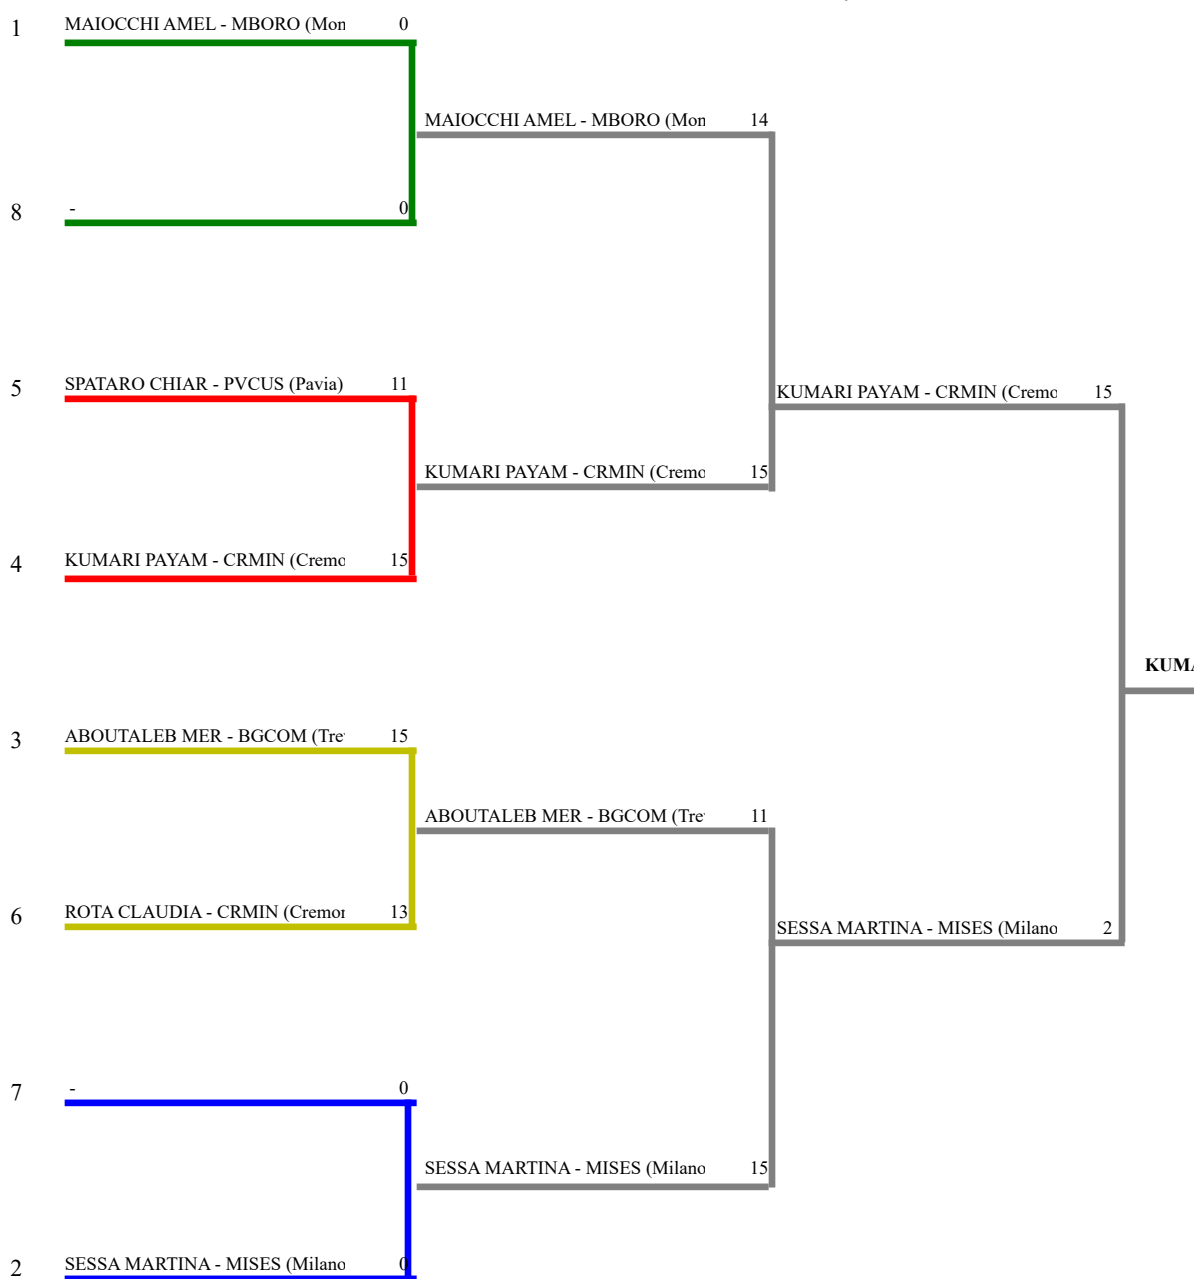 1 MAIOCCHI AMEL - MBORO (Mon 0
MAIOCCHI AMEL - MBORO (Mon 14
8 - 0
5 SPATARO CHIAR - PVCUS (Pavia) 11
KUMARI PAYAM - CRMIN (Cremo 15
KUMARI PAYAM - CRMIN (Cremo 15
4 KUMARI PAYAM - CRMIN (Cremo 15
KUMA
3 ABOUTALEB MER - BGCOM (Tre 15
ABOUTALEB MER - BGCOM (Tre 11
6 ROTA CLAUDIA - CRMIN (Cremon 13
SESSA MARTINA - MISES (Milano 2
7 - 0
SESSA MARTINA - MISES (Milano 15
2 SESSA MARTINA - MISES (Milano 0